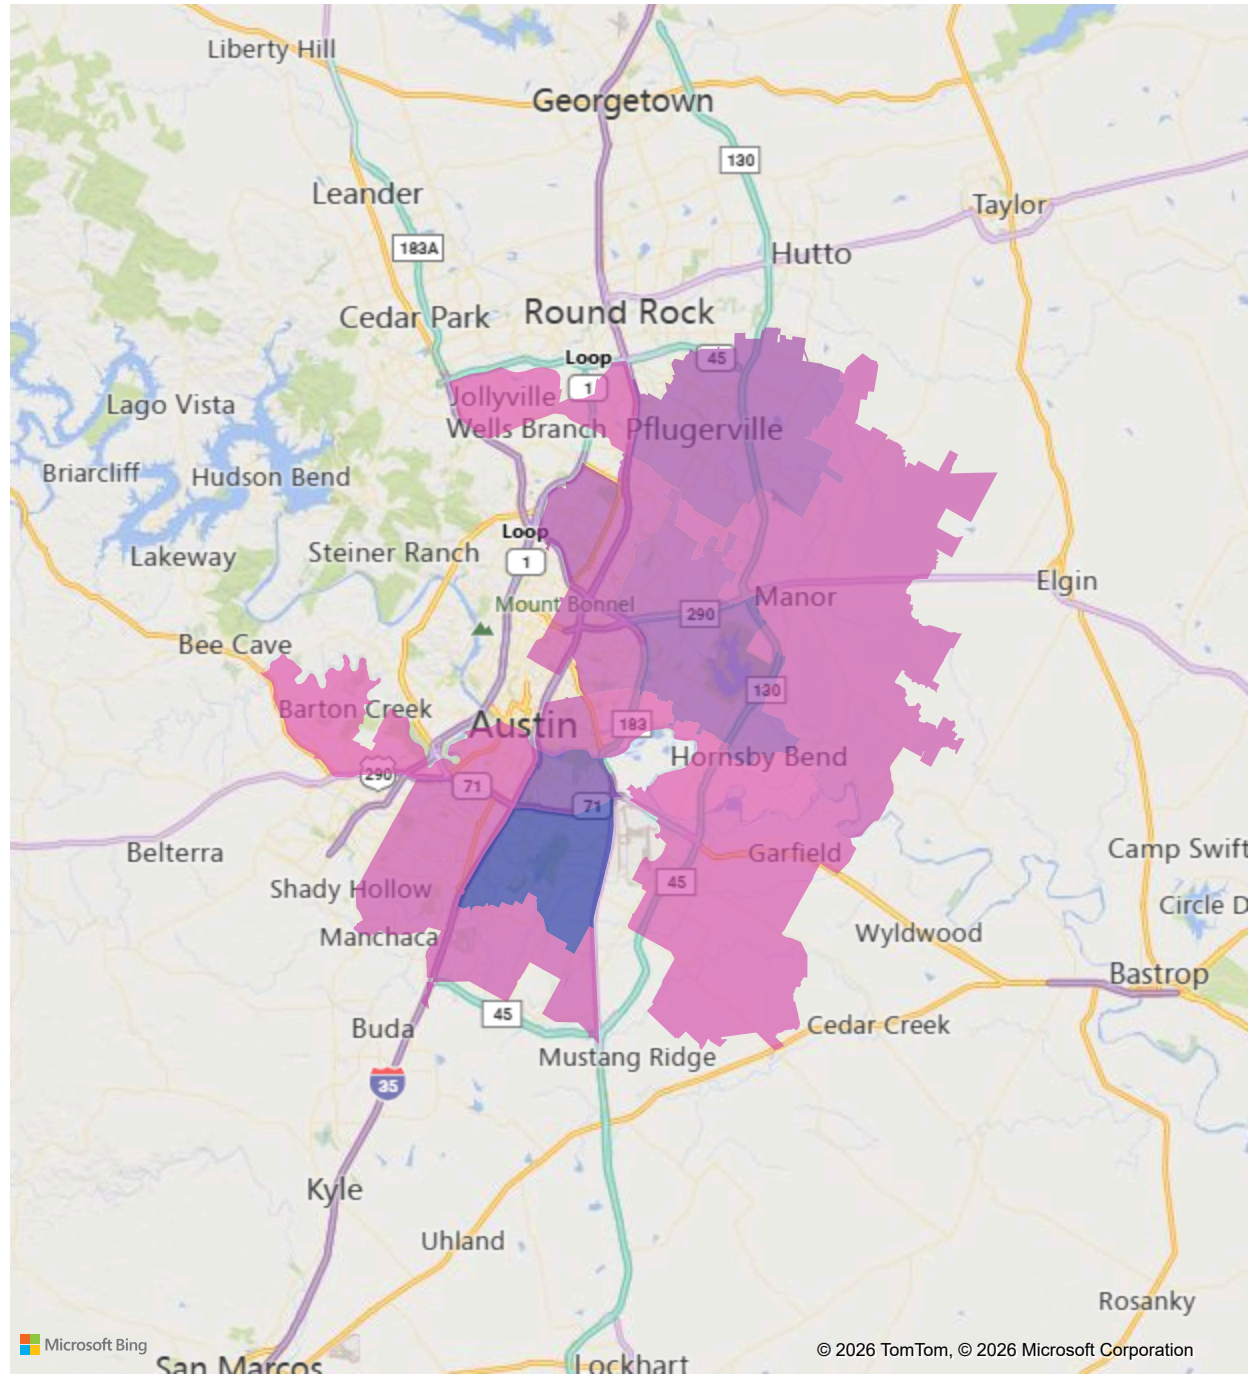 Liberty Hill
Georgetown
130
Leander
Taylor
183A
Hutto
Round Rock
Cedar Park
Loop
45
1
Jollyville
Lago Vista
Wells Branch
Pflugerville
Briarcliff
Hudson Bend
Loop
1
Lakeway
Steiner Ranch
Elgin
Mount Bonnel
Manor
290
Bee Cave
130
Barton Creek
Austin
183
Hornsby Bend
290
71
71
Belterra
Garfield
Camp Swift
45
Shady Hollow
Circle D
Manchaca
Wyldwood
Bastrop
45
Buda
Cedar Creek
Mustang Ridge
35
Kyle
Uhland
Rosanky
Microsoft Bing
© 2026 TomTom, © 2026 Microsoft Corporation
San Marcos
Lockhart